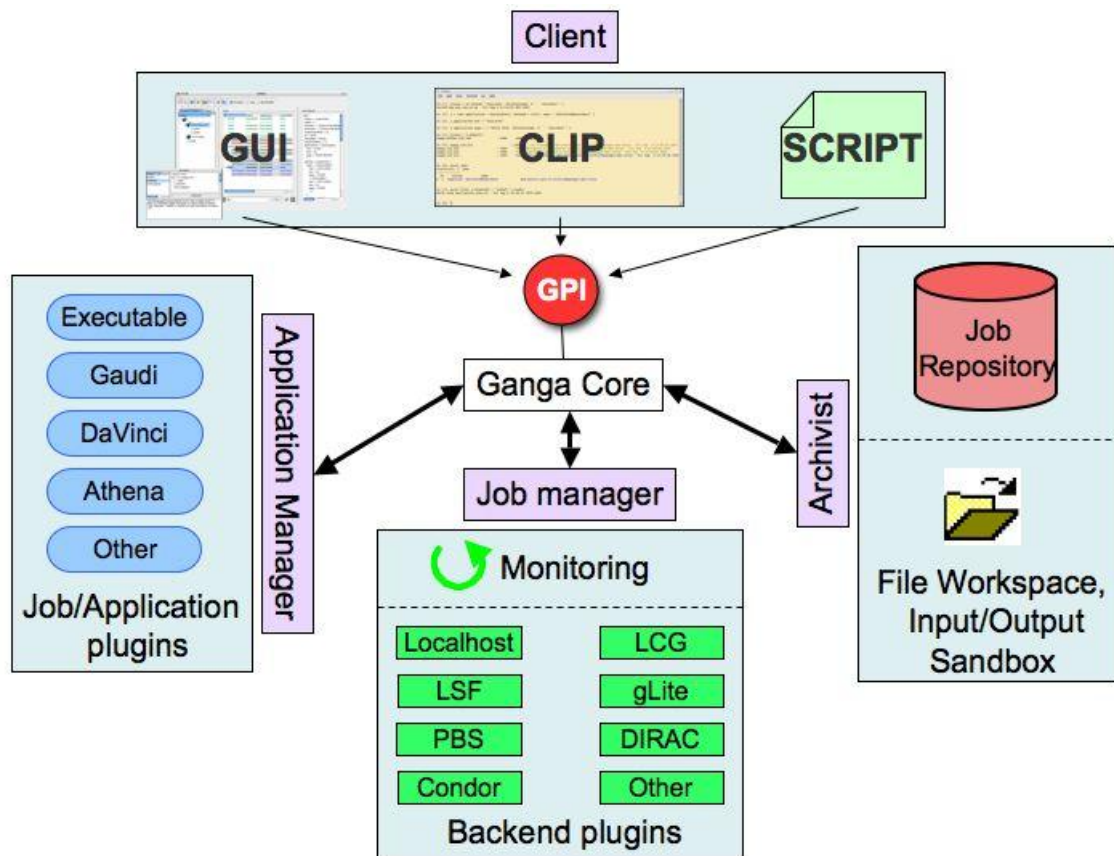 Client
GUI
CLIP
SCRIPT
GPI
Ganga Core
Application Manager
Job manager
Archivist
Executable
Gaudi
DaVinci
Athena
Other
Job/Application
plugins
Monitoring
Localhost
LCG
LSF
gLite
PBS
DIRAC
Condor
Other
Backend plugins
Job
Repository
File Workspace,
Input/Output
Sandbox